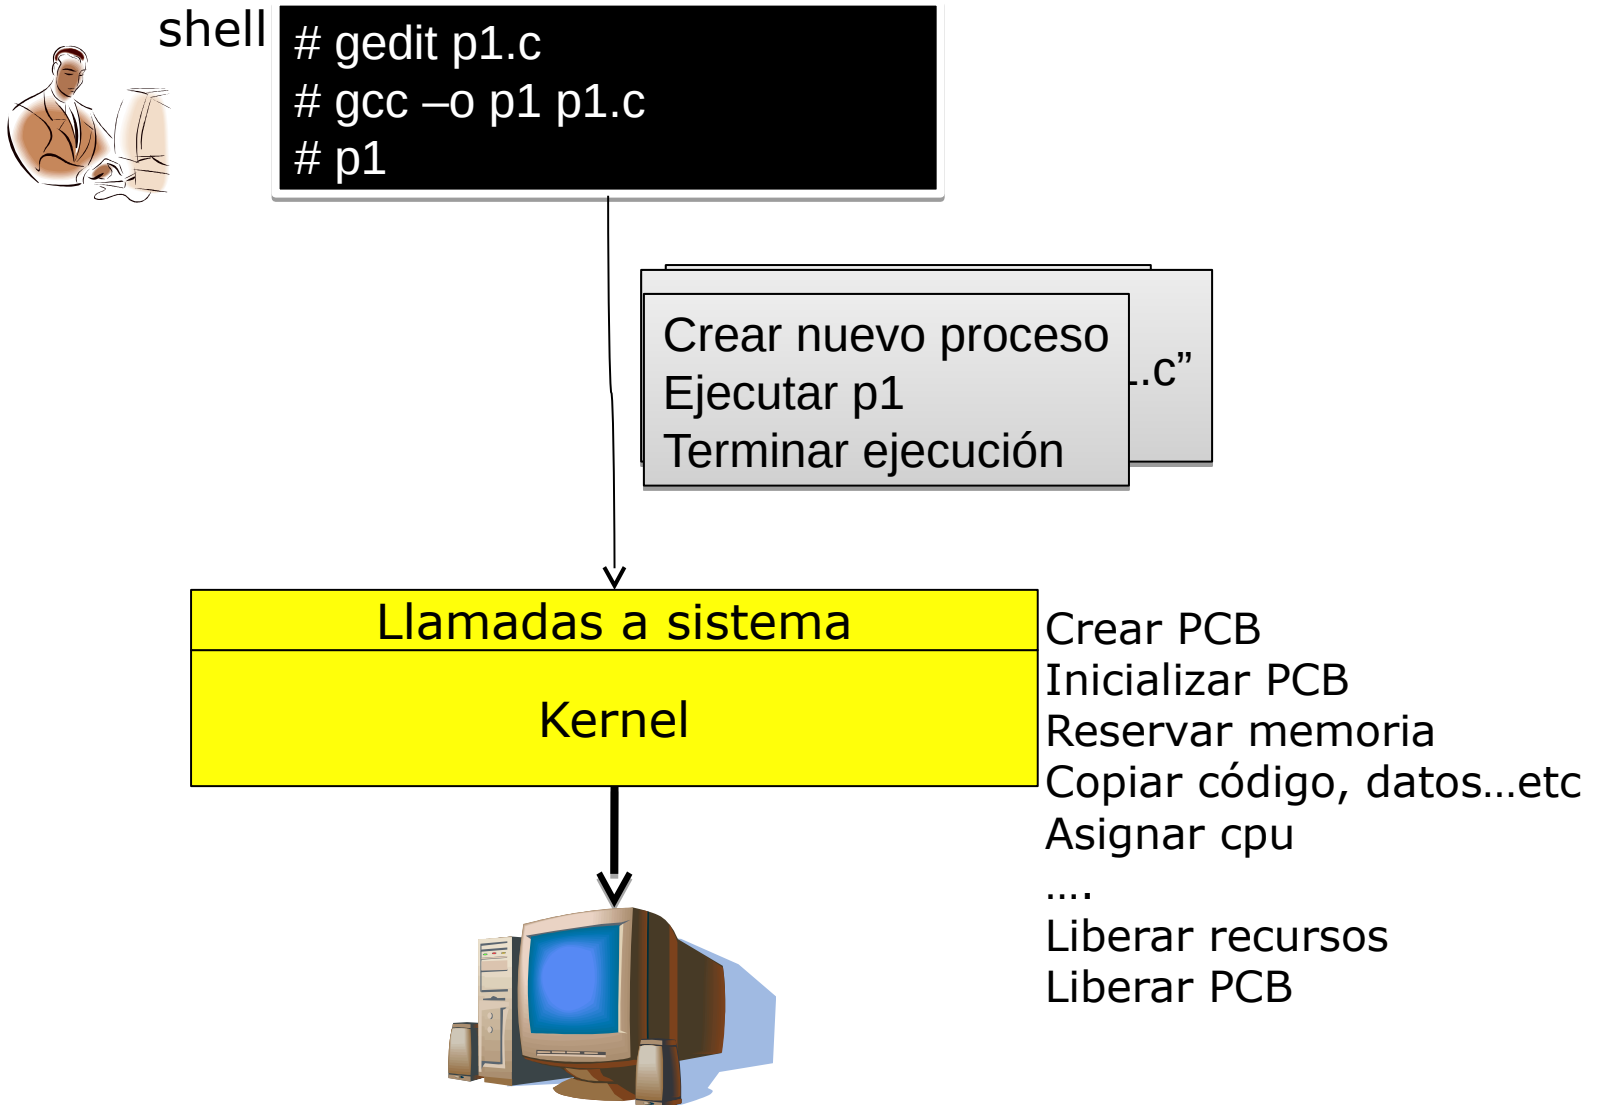 shell
# gedit p1.c
# gcc –o p1 p1.c
# p1
Crear nuevo proceso
Ejecutar p1
Terminar ejecución
.c”
Llamadas a sistema
Kernel
Crear PCB
Inicializar PCB
Reservar memoria
Copiar código, datos...etc
Asignar cpu
....
Liberar recursos
Liberar PCB